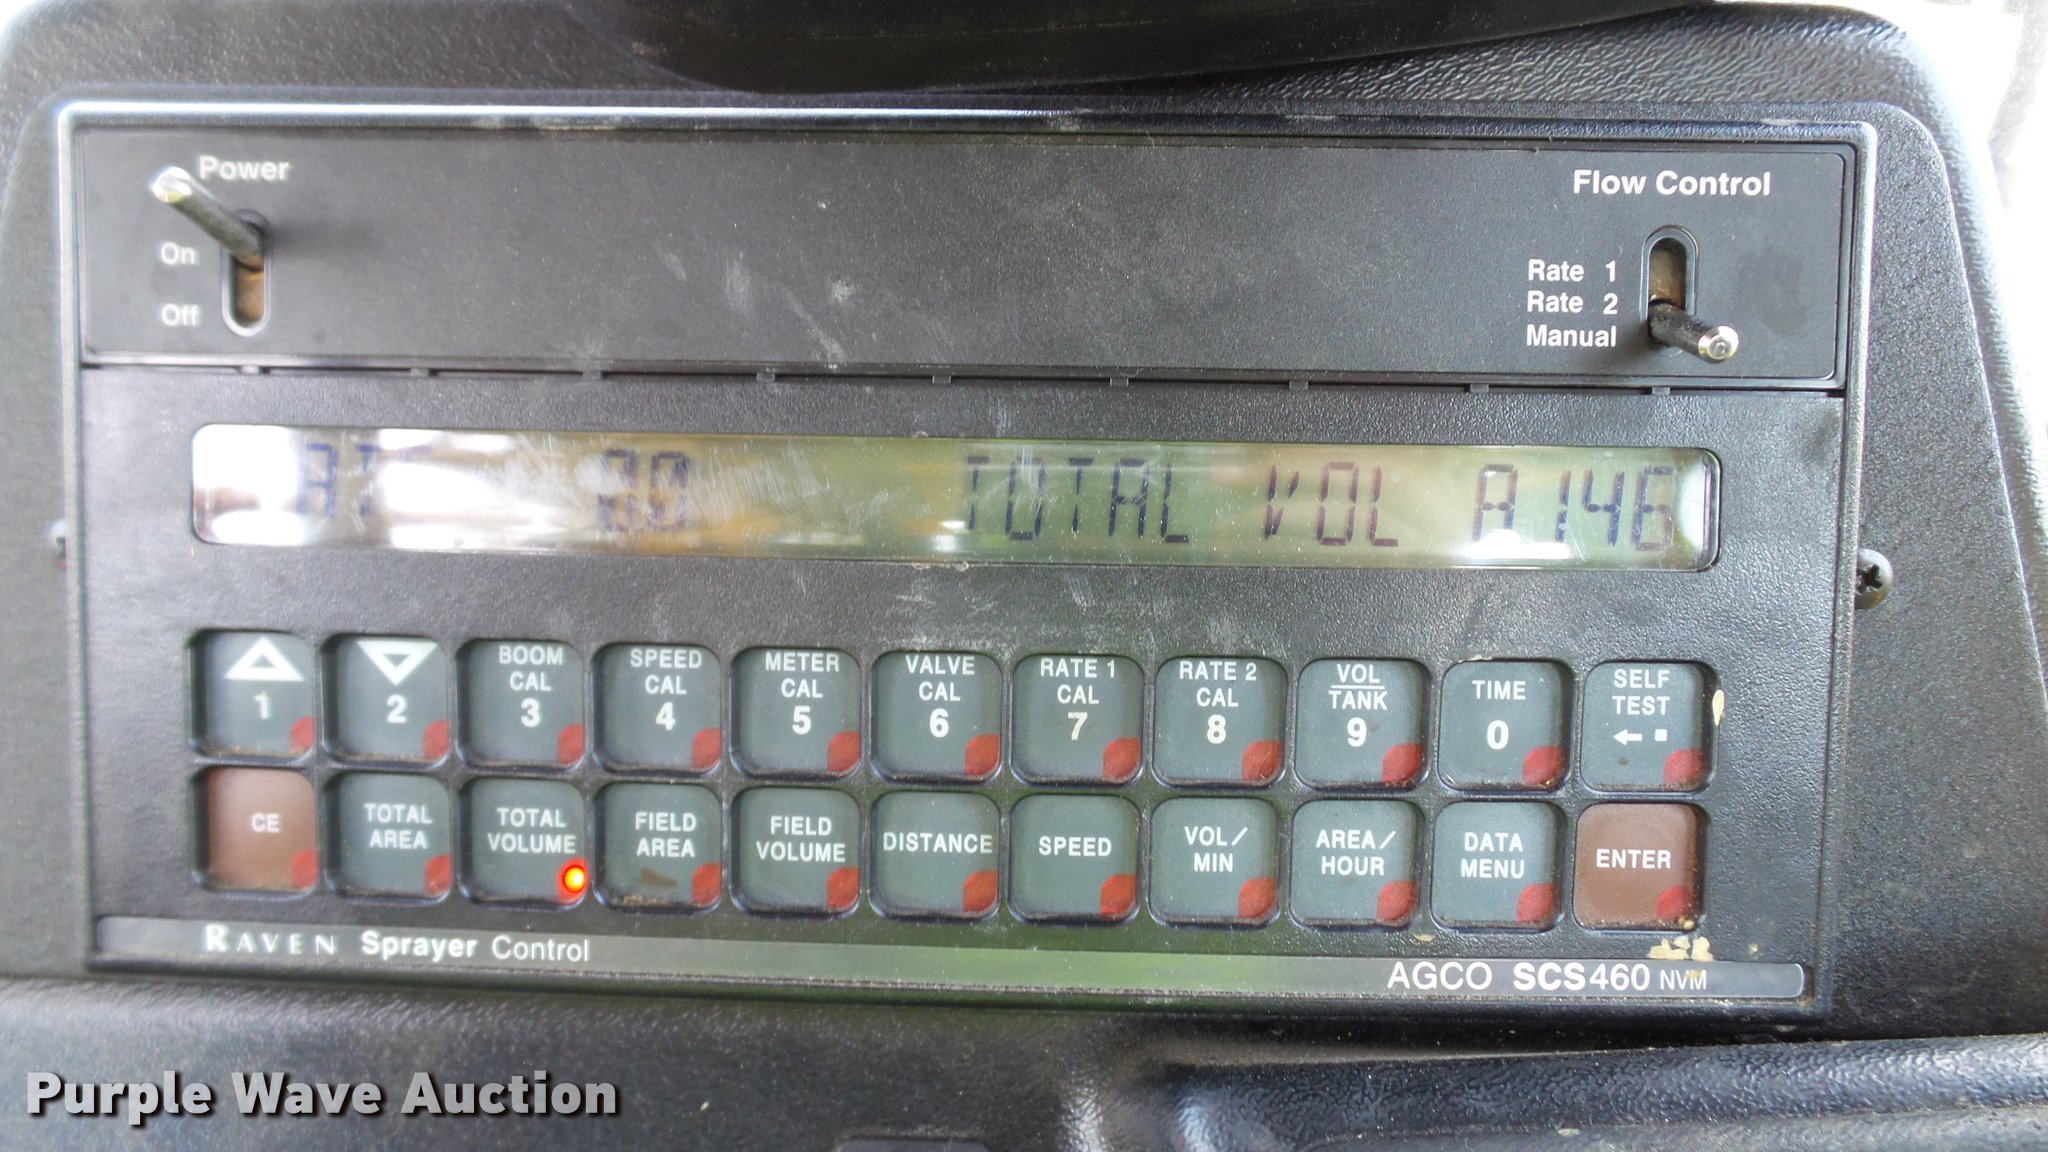 Power
On
Off
Flow Control
Rate 1
Rate 2
Manual
TOTAL VOL A146
1
2
BOOM CAL 3
SPEED CAL 4
METER CAL 5
VALVE CAL 6
RATE 1 CAL 7
RATE 2 CAL 8
VOL TANK 9
TIME 0
SELF TEST
CE
TOTAL AREA
TOTAL VOLUME
FIELD AREA
FIELD VOLUME
DISTANCE
SPEED
VOL/ MIN
AREA/ HOUR
DATA MENU
ENTER
RAVEN Sprayer Control
AGCO SCS460 NVM
Purple Wave Auction